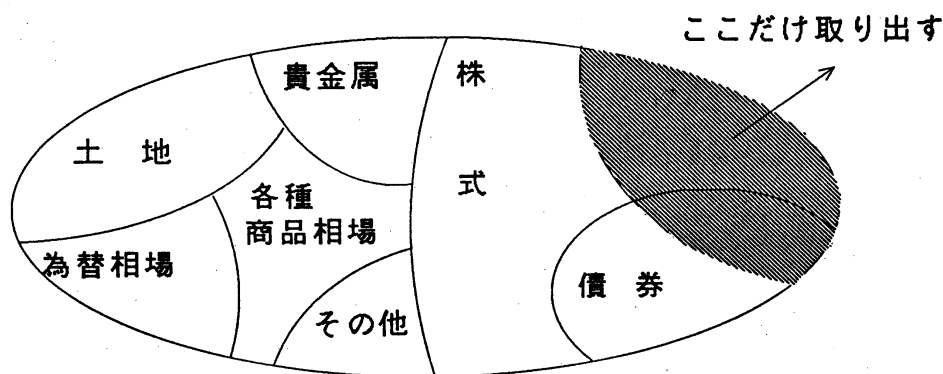 ここだけ取り出す
貴金属
株式
土地
各種
商品相場
為替相場
債券
その他